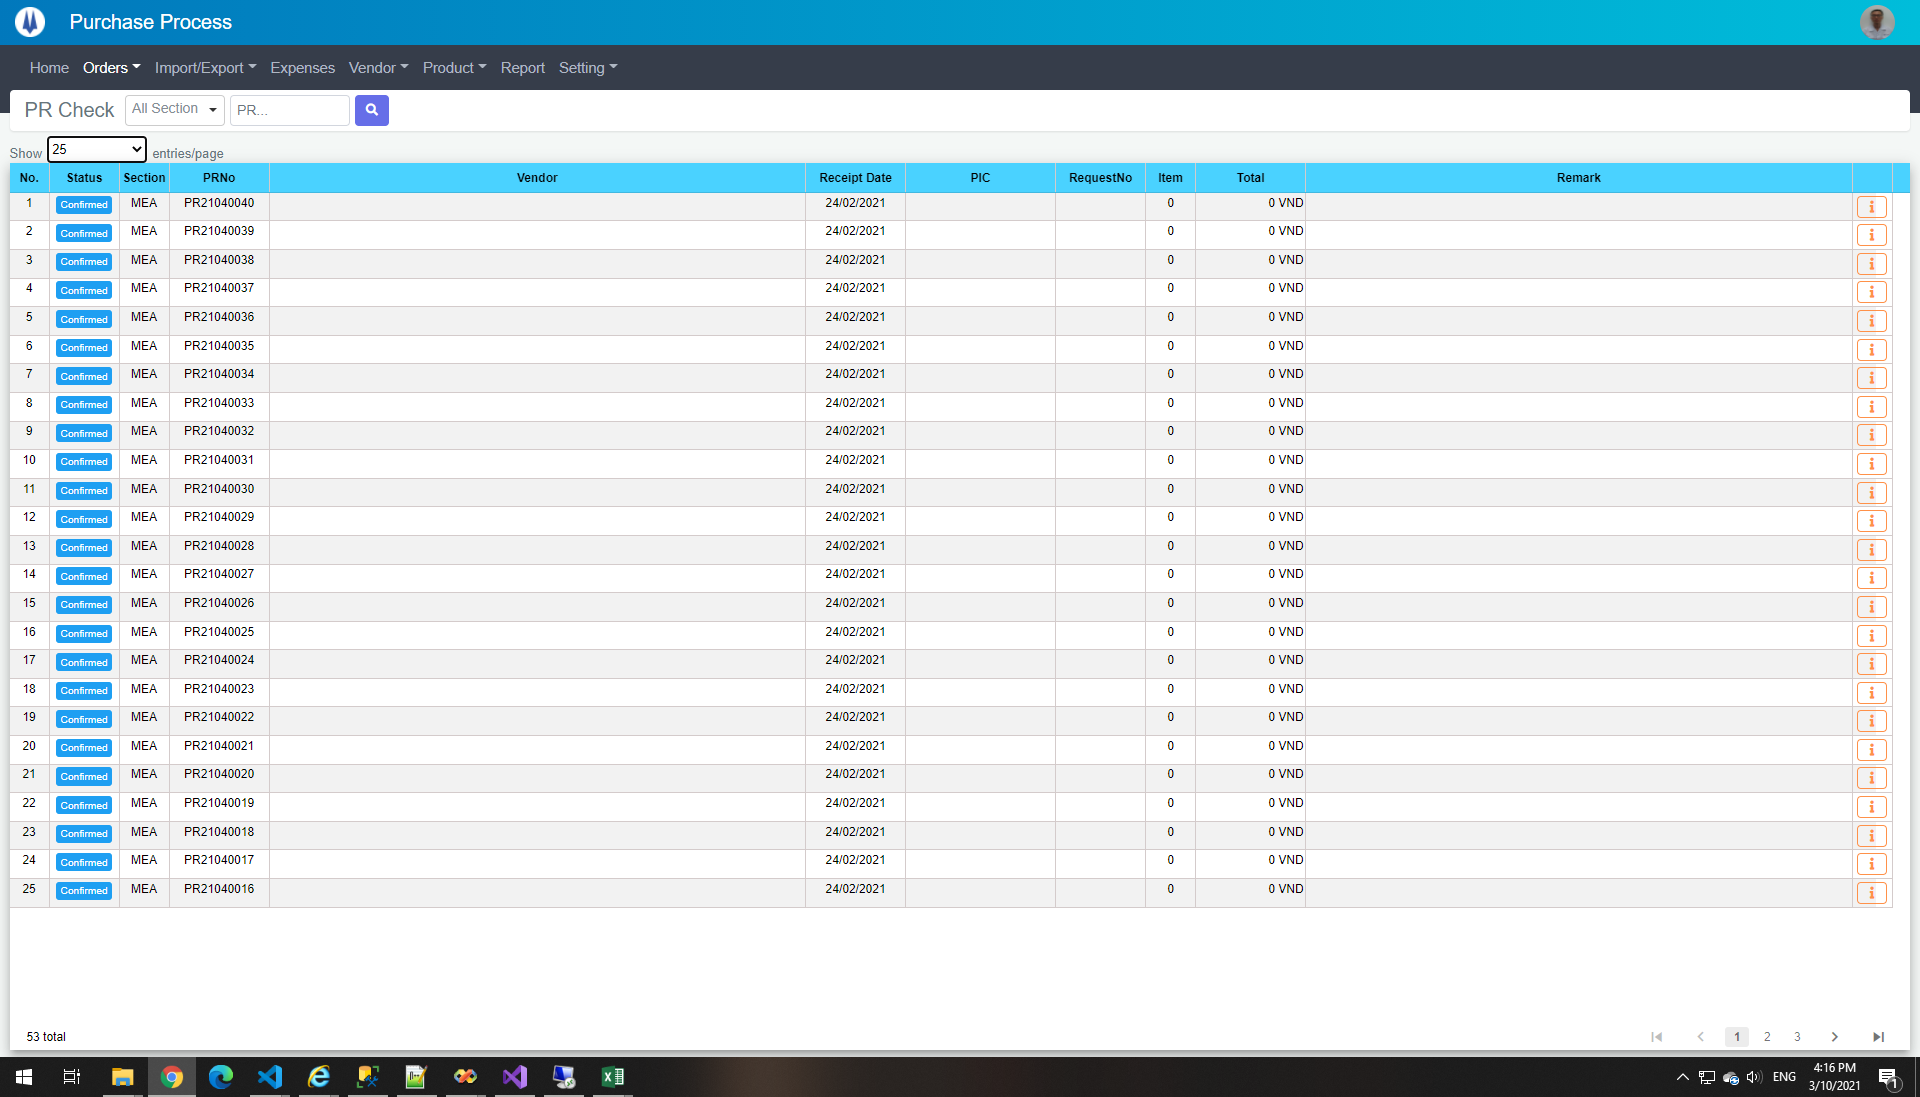 Purchase Process
Home Orders Import/Export Expenses Vendor Product Report Setting
PR Check All Section PR...
Show 25 entries/page
No. Status Section PRNo Vendor Receipt Date PIC RequestNo Item Total Remark
1 Confirmed MEA PR21040040 24/02/2021 0 0 VND
2 Confirmed MEA PR21040039 24/02/2021 0 0 VND
3 Confirmed MEA PR21040038 24/02/2021 0 0 VND
4 Confirmed MEA PR21040037 24/02/2021 0 0 VND
5 Confirmed MEA PR21040036 24/02/2021 0 0 VND
6 Confirmed MEA PR21040035 24/02/2021 0 0 VND
7 Confirmed MEA PR21040034 24/02/2021 0 0 VND
8 Confirmed MEA PR21040033 24/02/2021 0 0 VND
9 Confirmed MEA PR21040032 24/02/2021 0 0 VND
10 Confirmed MEA PR21040031 24/02/2021 0 0 VND
11 Confirmed MEA PR21040030 24/02/2021 0 0 VND
12 Confirmed MEA PR21040029 24/02/2021 0 0 VND
13 Confirmed MEA PR21040028 24/02/2021 0 0 VND
14 Confirmed MEA PR21040027 24/02/2021 0 0 VND
15 Confirmed MEA PR21040026 24/02/2021 0 0 VND
16 Confirmed MEA PR21040025 24/02/2021 0 0 VND
17 Confirmed MEA PR21040024 24/02/2021 0 0 VND
18 Confirmed MEA PR21040023 24/02/2021 0 0 VND
19 Confirmed MEA PR21040022 24/02/2021 0 0 VND
20 Confirmed MEA PR21040021 24/02/2021 0 0 VND
21 Confirmed MEA PR21040020 24/02/2021 0 0 VND
22 Confirmed MEA PR21040019 24/02/2021 0 0 VND
23 Confirmed MEA PR21040018 24/02/2021 0 0 VND
24 Confirmed MEA PR21040017 24/02/2021 0 0 VND
25 Confirmed MEA PR21040016 24/02/2021 0 0 VND
53 total 1 2 3
ENG 4:16 PM 1
3/10/2021